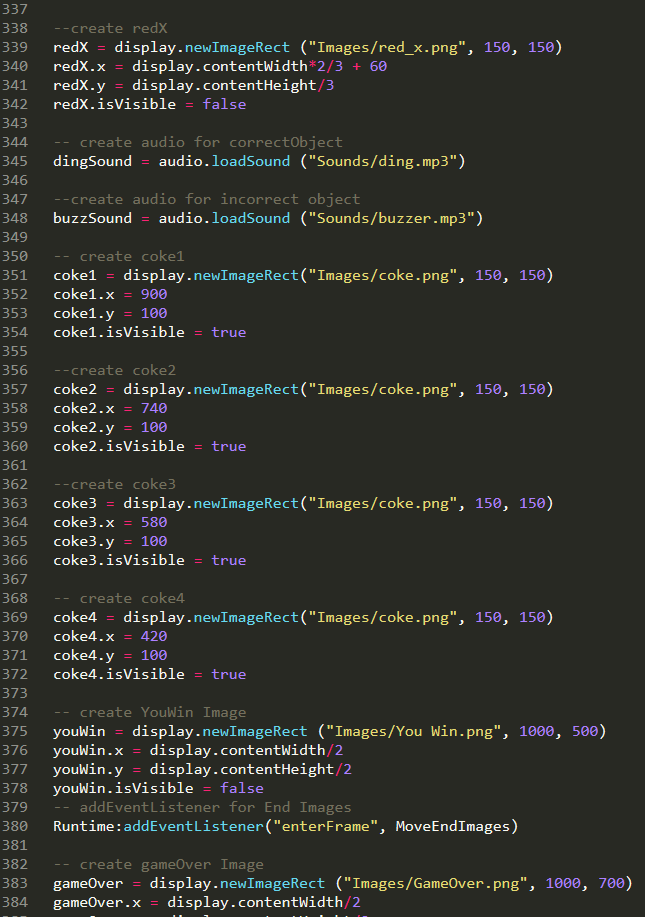 337
338 --create redX
339 redX = display.newImageRect ("Images/red_x.png", 150, 150)
340 redX.x = display.contentWidth*2/3 + 60
341 redX.y = display.contentHeight/3
342 redX.isVisible = false
343
344 -- create audio for correctObject
345 dingSound = audio.loadSound ("Sounds/ding.mp3")
346
347 --create audio for incorrect object
348 buzzSound = audio.loadSound ("Sounds/buzzer.mp3")
349
350 -- create coke1
351 coke1 = display.newImageRect("Images/coke.png", 150, 150)
352 coke1.x = 900
353 coke1.y = 100
354 coke1.isVisible = true
355
356 --create coke2
357 coke2 = display.newImageRect("Images/coke.png", 150, 150)
358 coke2.x = 740
359 coke2.y = 100
360 coke2.isVisible = true
361
362 --create coke3
363 coke3 = display.newImageRect("Images/coke.png", 150, 150)
364 coke3.x = 580
365 coke3.y = 100
366 coke3.isVisible = true
367
368 -- create coke4
369 coke4 = display.newImageRect("Images/coke.png", 150, 150)
370 coke4.x = 420
371 coke4.y = 100
372 coke4.isVisible = true
373
374 -- create YouWin Image
375 youWin = display.newImageRect ("Images/You Win.png", 1000, 500)
376 youWin.x = display.contentWidth/2
377 youWin.y = display.contentHeight/2
378 youWin.isVisible = false
379 -- addEventListener for End Images
380 Runtime:addEventListener("enterFrame", MoveEndImages)
381
382 -- create gameOver Image
383 gameOver = display.newImageRect ("Images/GameOver.png", 1000, 700)
384 gameOver.x = display.contentWidth/2